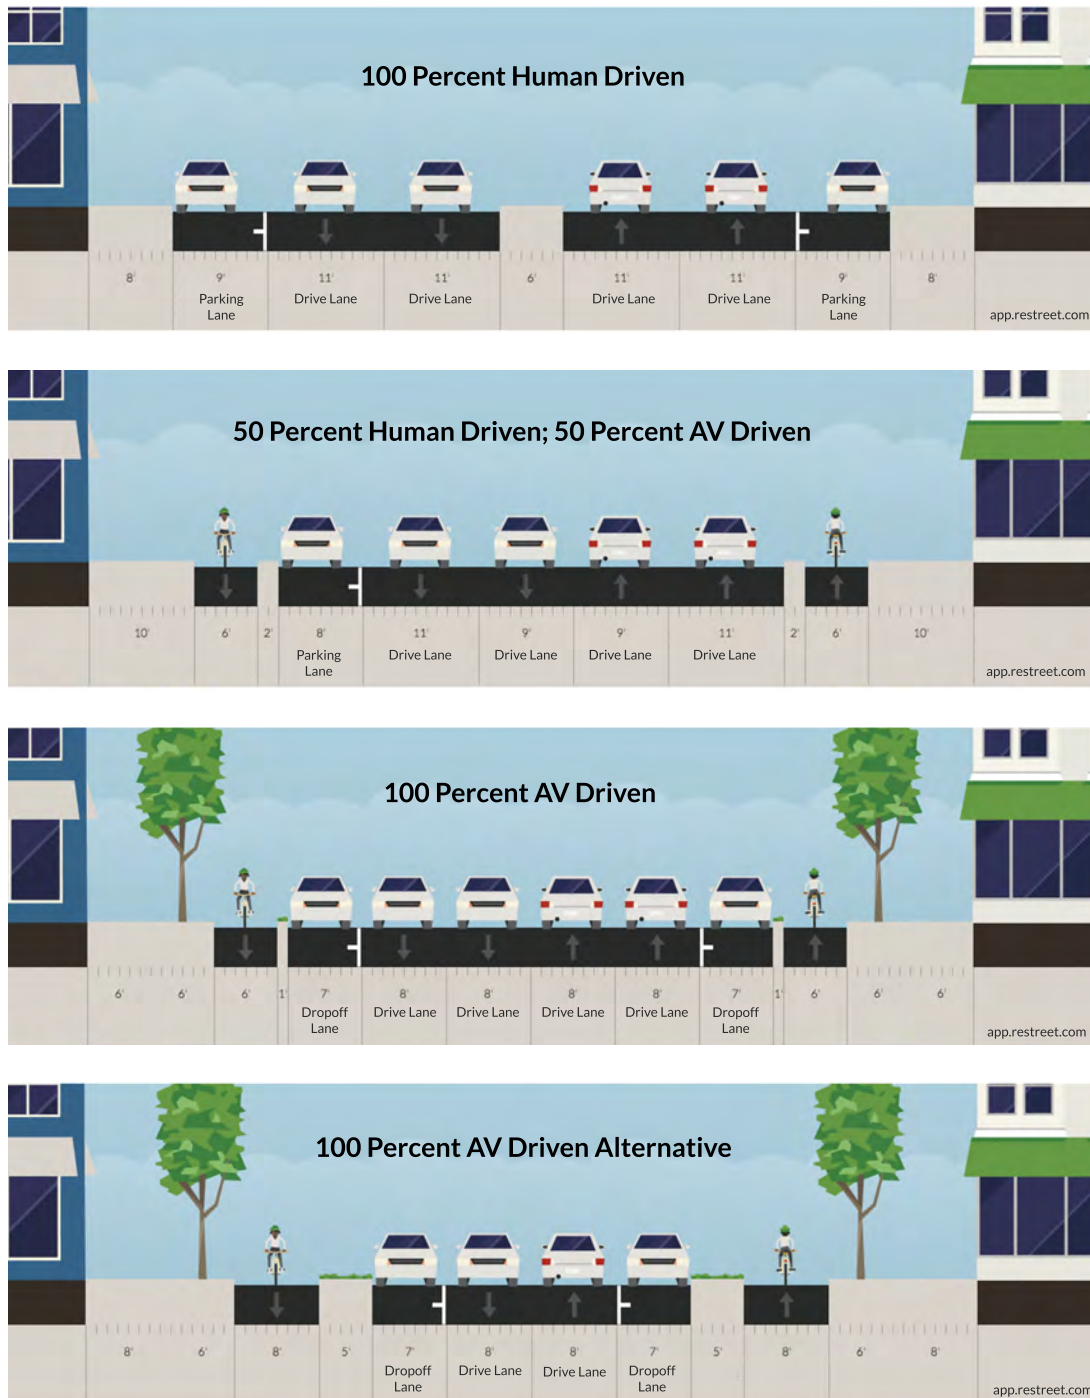 100 Percent Human Driven
8' 9' 11' 11' 6' 11' 11' 9' 8'
Parking Drive Lane Drive Lane Drive Lane Drive Lane Parking
Lane Lane
app.restreet.com
50 Percent Human Driven; 50 Percent AV Driven
10' 6' 2' 8' 11' 9' 9' 11' 2' 6' 10'
Parking Drive Lane Drive Lane Drive Lane Drive Lane
Lane
app.restreet.com
100 Percent AV Driven
6' 6' 6' 1' 7' 8' 8' 8' 8' 7' 1' 6' 6' 6'
Dropoff Drive Lane Drive Lane Drive Lane Drive Lane Dropoff
Lane Lane
app.restreet.com
100 Percent AV Driven Alternative
8' 6' 8' 5' 7' 8' 8' 7' 5' 8' 6' 8'
Dropoff Drive Lane Drive Lane Dropoff
Lane Lane
app.restreet.com